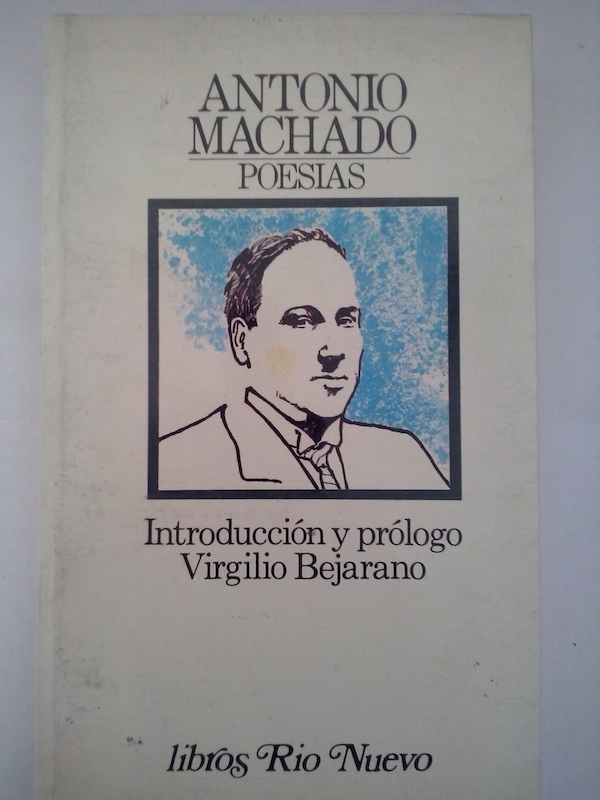 ANTONIO
MACHADO
POESIAS
Introducción y prólogo
Virgilio Bejarano
libros Rio Nuevo